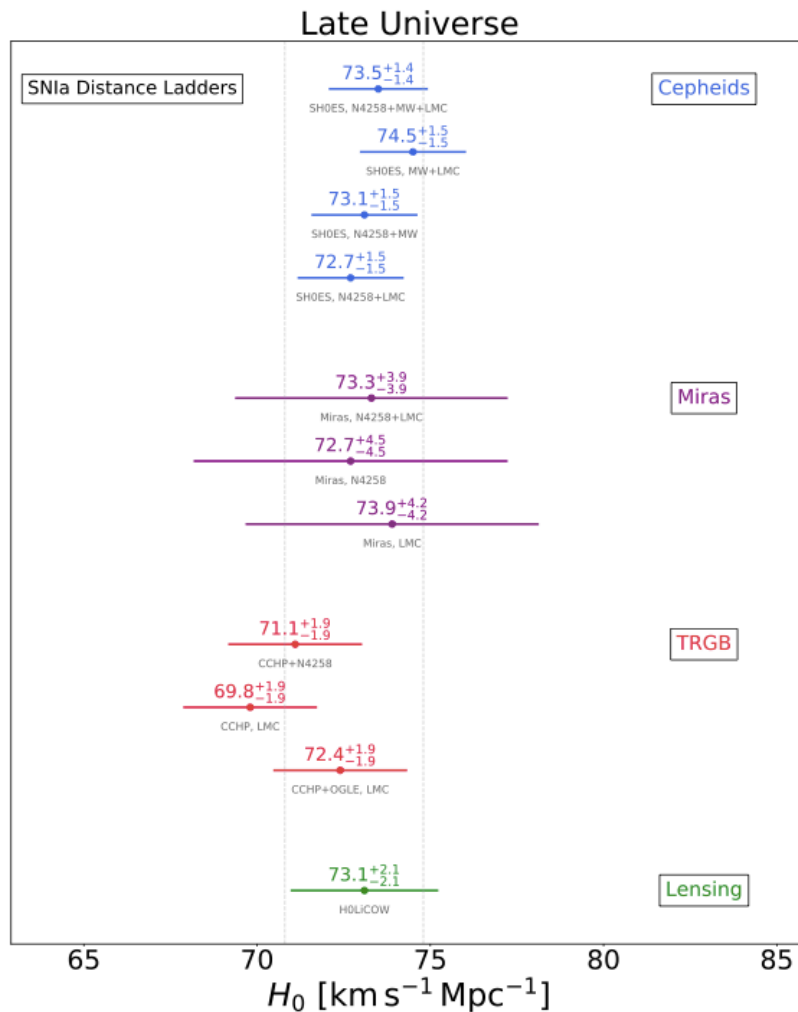 Late Universe
SNIa Distance Ladders
Cepheids
73.5+1.4−1.4
SH0ES, N4258+MW+LMC
74.5+1.5−1.5
SH0ES, MW+LMC
73.1+1.5−1.5
SH0ES, N4258+MW
72.7+1.5−1.5
SH0ES, N4258+LMC
Miras
73.3+3.9−3.9
Miras, N4258+LMC
72.7+4.5−4.5
Miras, N4258
73.9+4.2−4.2
Miras, LMC
TRGB
71.1+1.9−1.9
CCHP+N4258
69.8+1.9−1.9
CCHP, LMC
72.4+1.9−1.9
CCHP+OGLE, LMC
Lensing
73.1+2.1−2.1
H0LiCOW
65 70 75 80 85
H₀ [km s⁻¹ Mpc⁻¹]